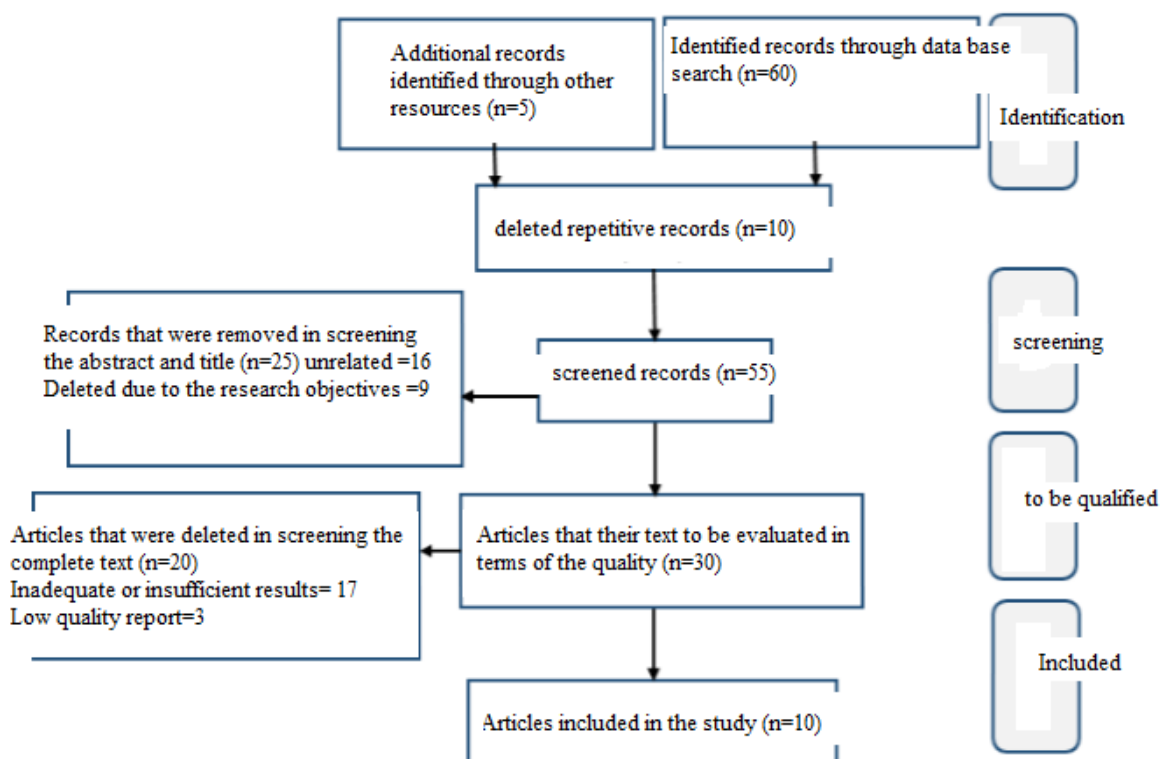 Additional records
identified through other
resources (n=5)
Identified records through data base
search (n=60)
Identification
deleted repetitive records (n=10)
Records that were removed in screening
the abstract and title (n=25) unrelated =16
Deleted due to the research objectives =9
screened records (n=55)
screening
Articles that were deleted in screening the
complete text (n=20)
Inadequate or insufficient results= 17
Low quality report=3
Articles that their text to be evaluated in
terms of the quality (n=30)
to be qualified
Articles included in the study (n=10)
Included